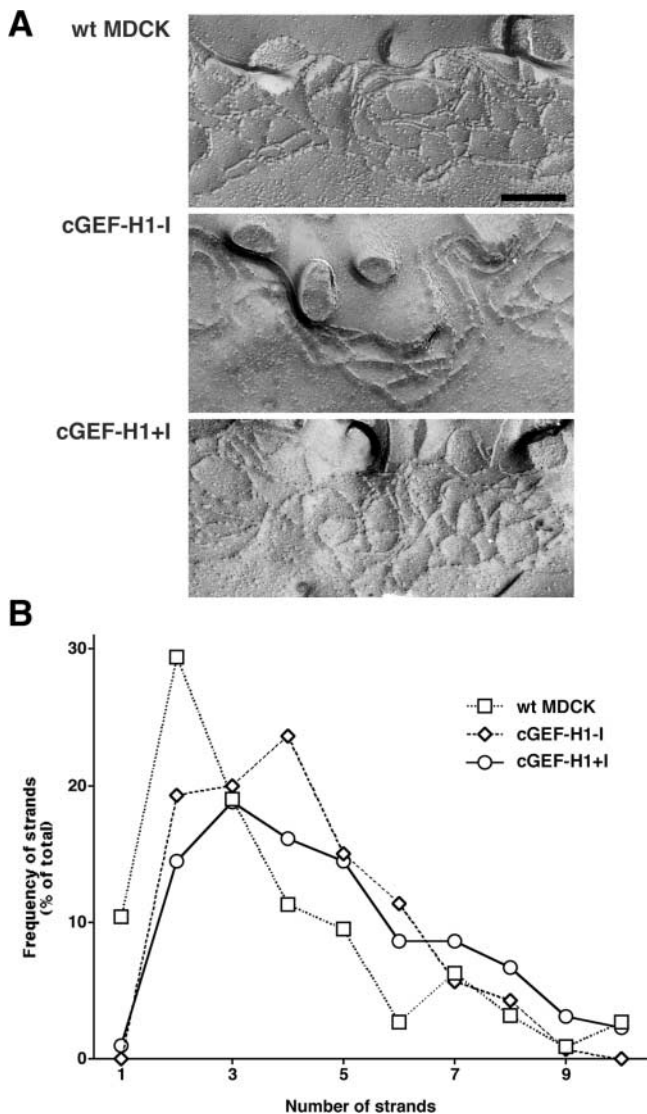 A
wt MDCK
cGEF-H1-I
cGEF-H1+I
B
30
20
10
0
Frequency of strands
(% of total)
wt MDCK
cGEF-H1-I
cGEF-H1+I
1 3 5 7 9
Number of strands